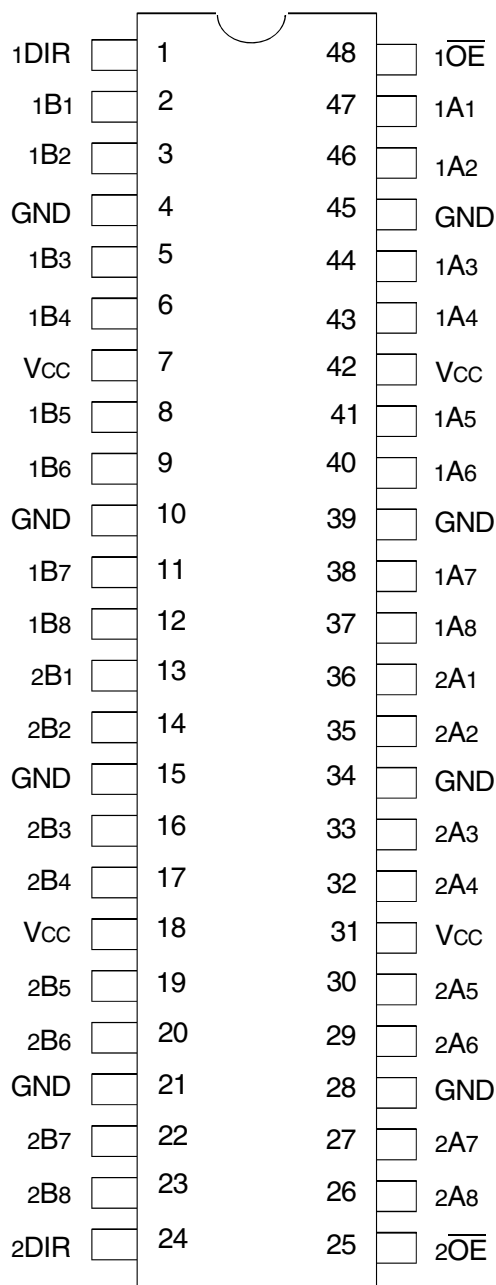 1DIR 1 48 1O̅E̅
1B1 2 47 1A1
1B2 3 46 1A2
GND 4 45 GND
1B3 5 44 1A3
1B4 6 43 1A4
VCC 7 42 VCC
1B5 8 41 1A5
1B6 9 40 1A6
GND 10 39 GND
1B7 11 38 1A7
1B8 12 37 1A8
2B1 13 36 2A1
2B2 14 35 2A2
GND 15 34 GND
2B3 16 33 2A3
2B4 17 32 2A4
VCC 18 31 VCC
2B5 19 30 2A5
2B6 20 29 2A6
GND 21 28 GND
2B7 22 27 2A7
2B8 23 26 2A8
2DIR 24 25 2O̅E̅